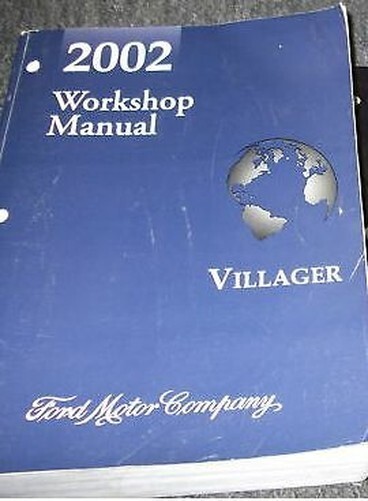 2002
Workshop
Manual
VILLAGER
Ford Motor Company